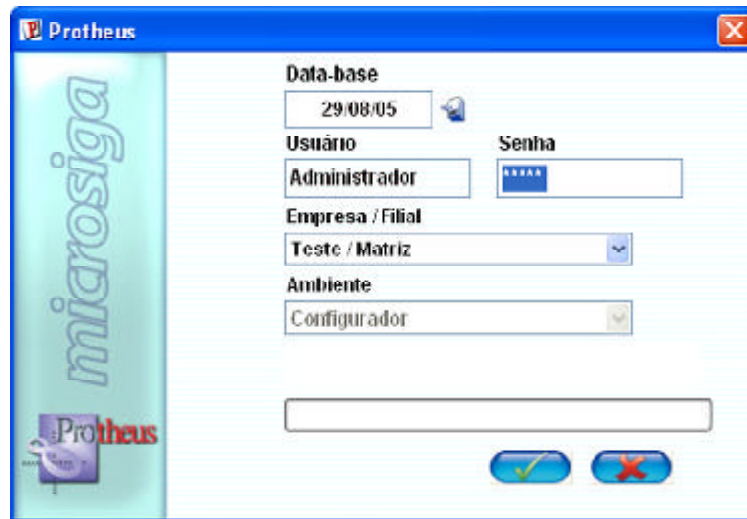 Protheus
microsiga
Data-base
29/08/05
Usuário Senha
Administrador *****
Empresa / Filial
Teste / Matriz
Ambiente
Configurador
Protheus